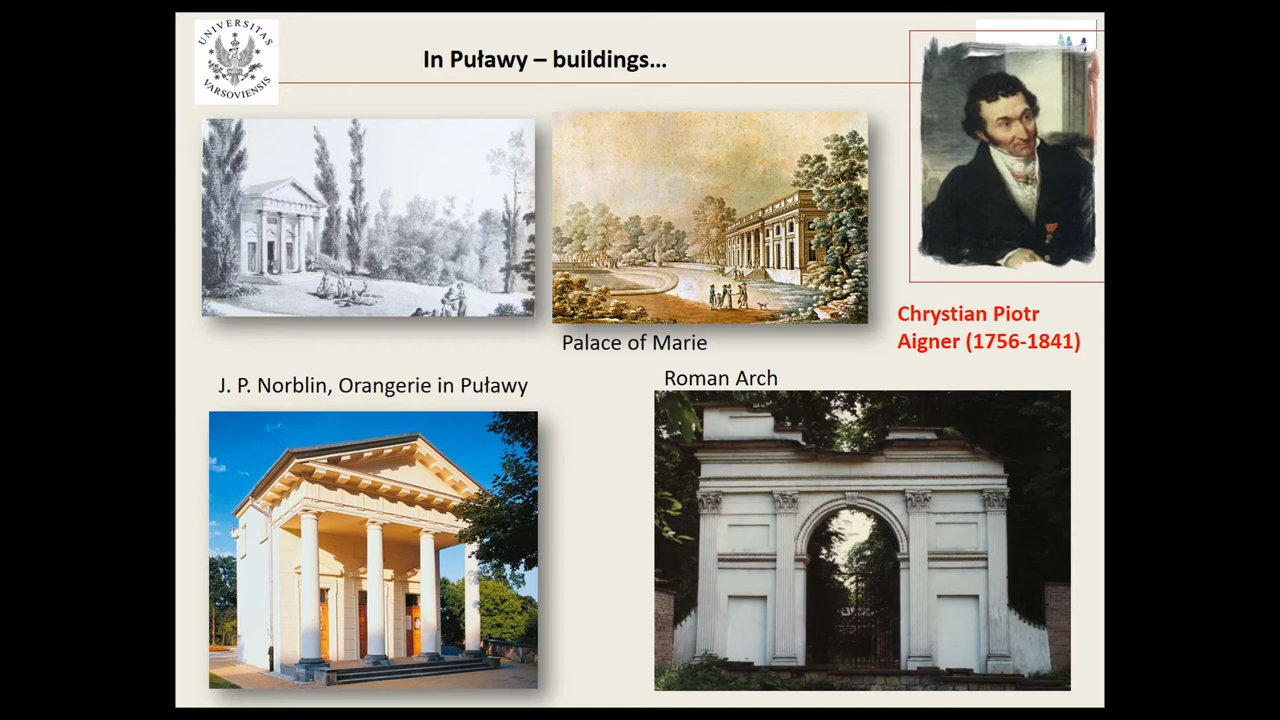 UNIVERSITAS
VARSOVIENSIS
In Puławy – buildings...
Chrystian Piotr
Aigner (1756-1841)
Palace of Marie
J. P. Norblin, Orangerie in Puławy
Roman Arch